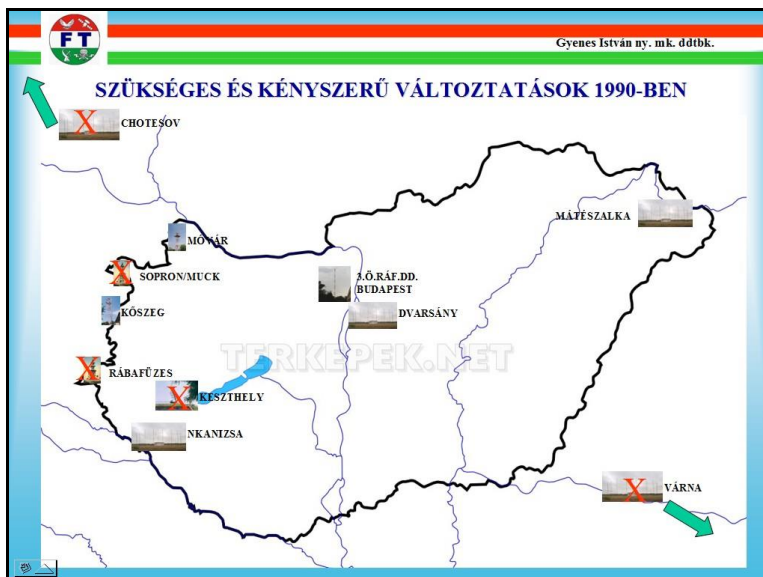 FT
Gyenes István ny. mk. ddtbk.
SZÜKSÉGES ÉS KÉNYSZERŰ VÁLTOZTATÁSOK 1990-BEN
X
CHOTESOV
MÁTÉSZALKA
MÓVÁR
X
SOPRON/MUCK
3.Ö.RÁF.DD.
BUDAPEST
KŐSZEG
DVARSÁNY
TERKEPEK.NET
X
RÁBAFÜZES
X
KESZTHELY
NKANIZSA
X
VÁRNA